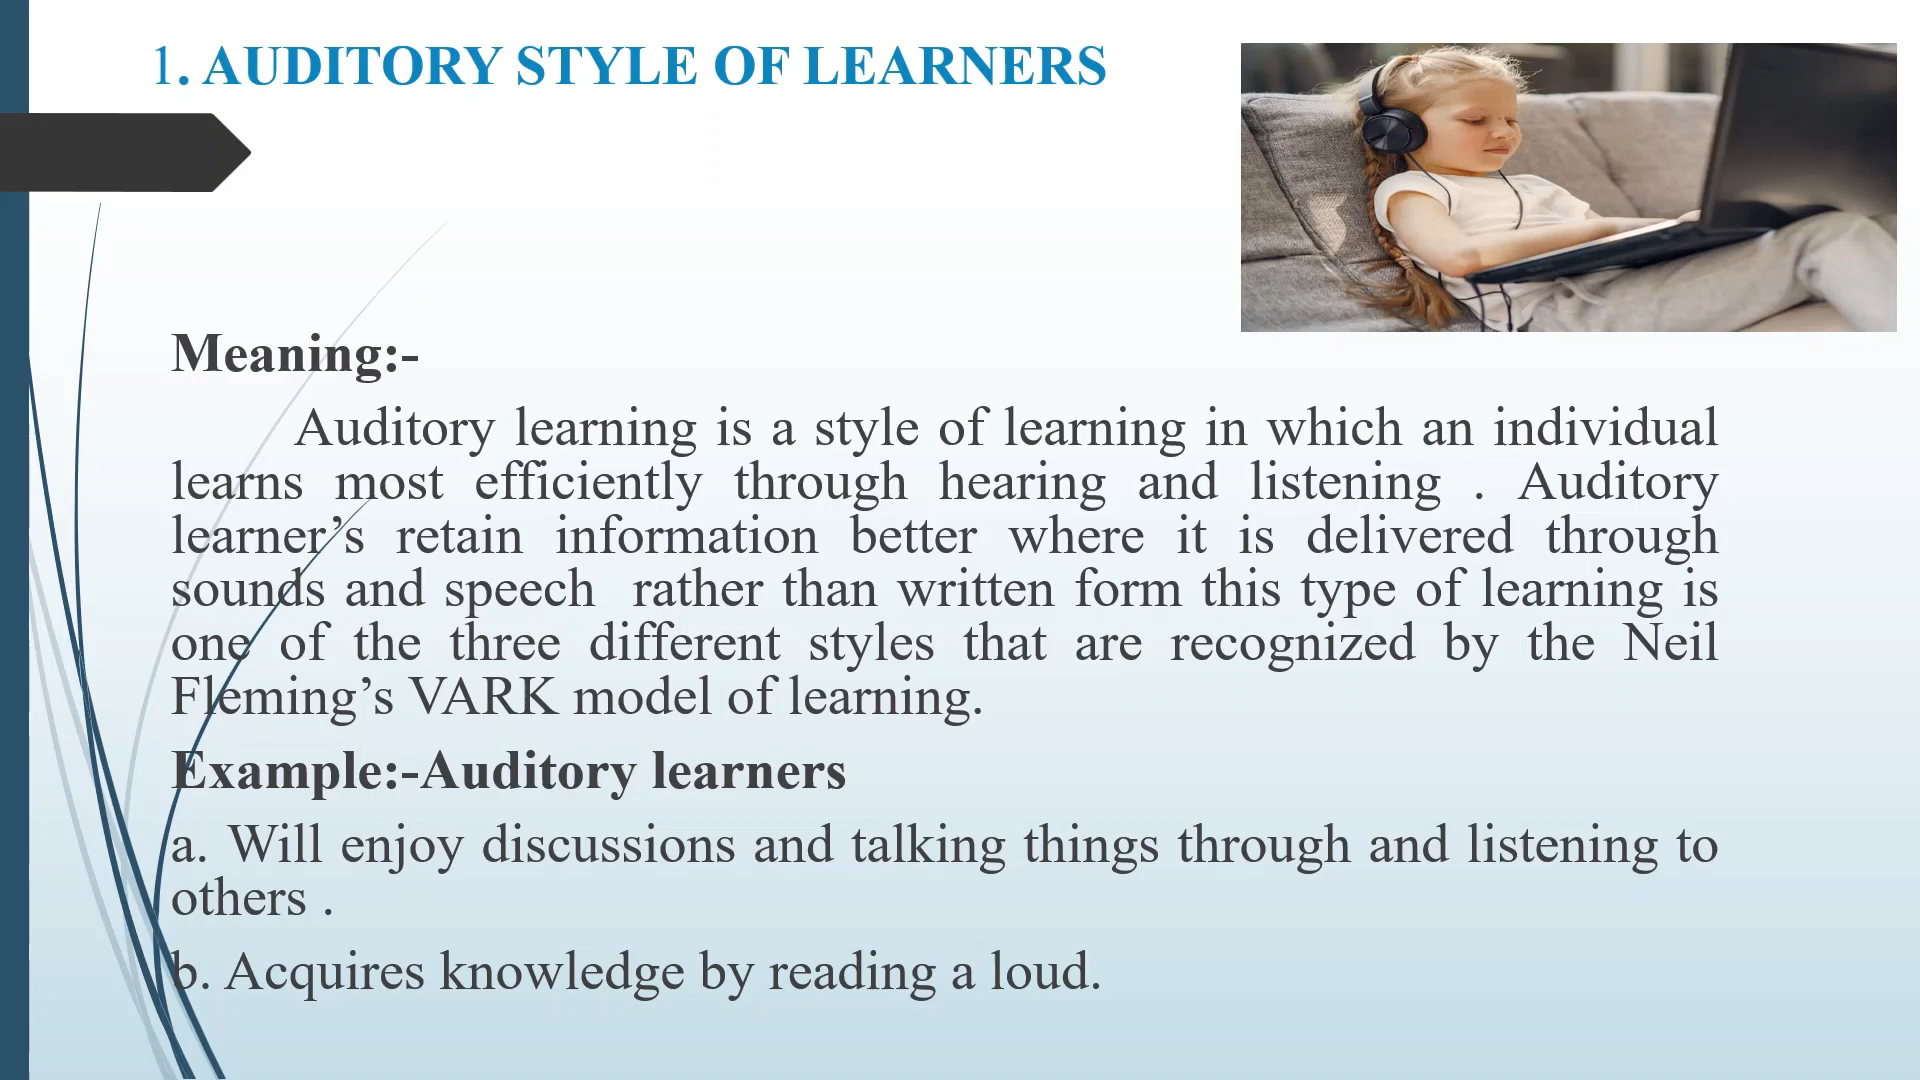 1. AUDITORY STYLE OF LEARNERS
Meaning:-
Auditory learning is a style of learning in which an individual
learns most efficiently through hearing and listening . Auditory
learner’s retain information better where it is delivered through
sounds and speech  rather than written form this type of learning is
one of the three different styles that are recognized by the Neil
Fleming’s VARK model of learning.
Example:-Auditory learners
a. Will enjoy discussions and talking things through and listening to
others .
b. Acquires knowledge by reading a loud.